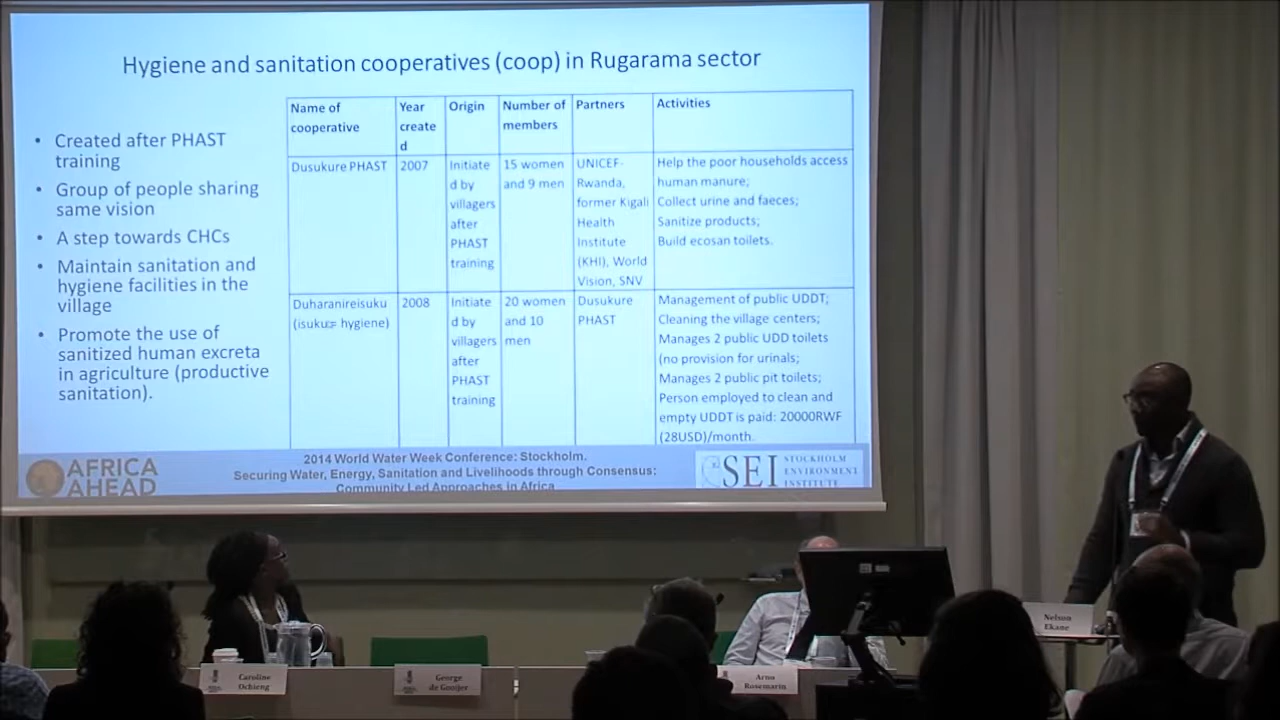 Hygiene and sanitation cooperatives (coop) in Rugarama sector
• Created after PHAST
training
• Group of people sharing
same vision
• A step towards CHCs
• Maintain sanitation and
hygiene facilities in the
village
• Promote the use of
sanitized human excreta
in agriculture (productive
sanitation).
Name of
cooperative
Year
create
d
Origin
Number of
members
Partners
Activities
Dusukure PHAST
2007
Initiate
d by
villagers
after
PHAST
training
15 women
and 9 men
UNICEF-
Rwanda,
former Kigali
Health
Institute
(KHI), World
Vision, SNV
Help the poor households access
human manure;
Collect urine and faeces;
Sanitize products;
Build ecosan toilets.
Duharanireisuku
(isuku= hygiene)
2008
Initiate
d by
villagers
after
PHAST
training
20 women
and 10
men
Dusukure
PHAST
Management of public UDDT;
Cleaning the village centers;
Manages 2 public UDD toilets
(no provision for urinals;
Manages 2 public pit toilets;
Person employed to clean and
empty UDDT is paid: 20000RWF
(28USD)/month.
AFRICA
AHEAD
2014 World Water Week Conference: Stockholm.
Securing Water, Energy, Sanitation and Livelihoods through Consensus:
Community Led Approaches in Africa
SEI
STOCKHOLM
ENVIRONMENT
INSTITUTE
Caroline
Ochieng
George
de Gooijer
Arno
Rosemarin
Nelson
Ekane